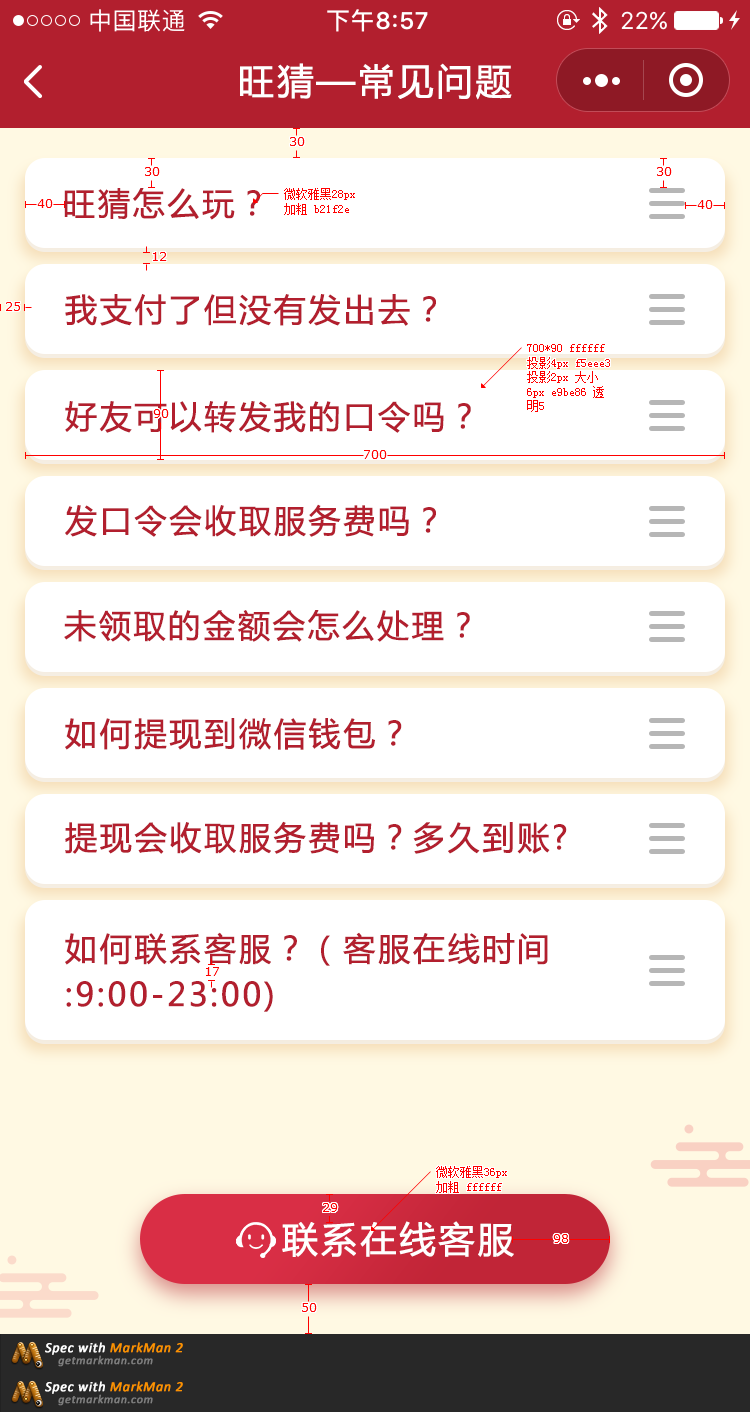 中国联通
下午8:57
22%
旺猜—常见问题
30
30
30
40
旺猜怎么玩？
微软雅黑28px
加粗 b21f2e
40
12
25
我支付了但没有发出去？
700*90 ffffff
投影4px f5eee3
投影2px 大小
6px e9be86 透
明5
90
好友可以转发我的口令吗？
700
发口令会收取服务费吗？
未领取的金额会怎么处理？
如何提现到微信钱包？
提现会收取服务费吗？多久到账?
如何联系客服？（客服在线时间
17
:9:00-23:00)
微软雅黑36px
加粗 ffffff
29
联系在线客服
98
50
Spec with MarkMan 2
getmarkman.com
Spec with MarkMan 2
getmarkman.com